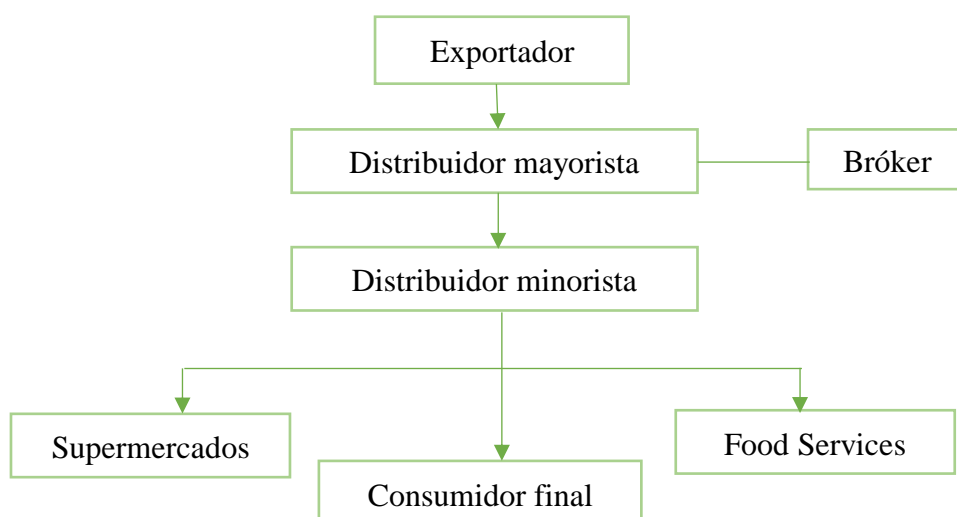 Exportador
Distribuidor mayorista
Bróker
Distribuidor minorista
Supermercados
Food Services
Consumidor final